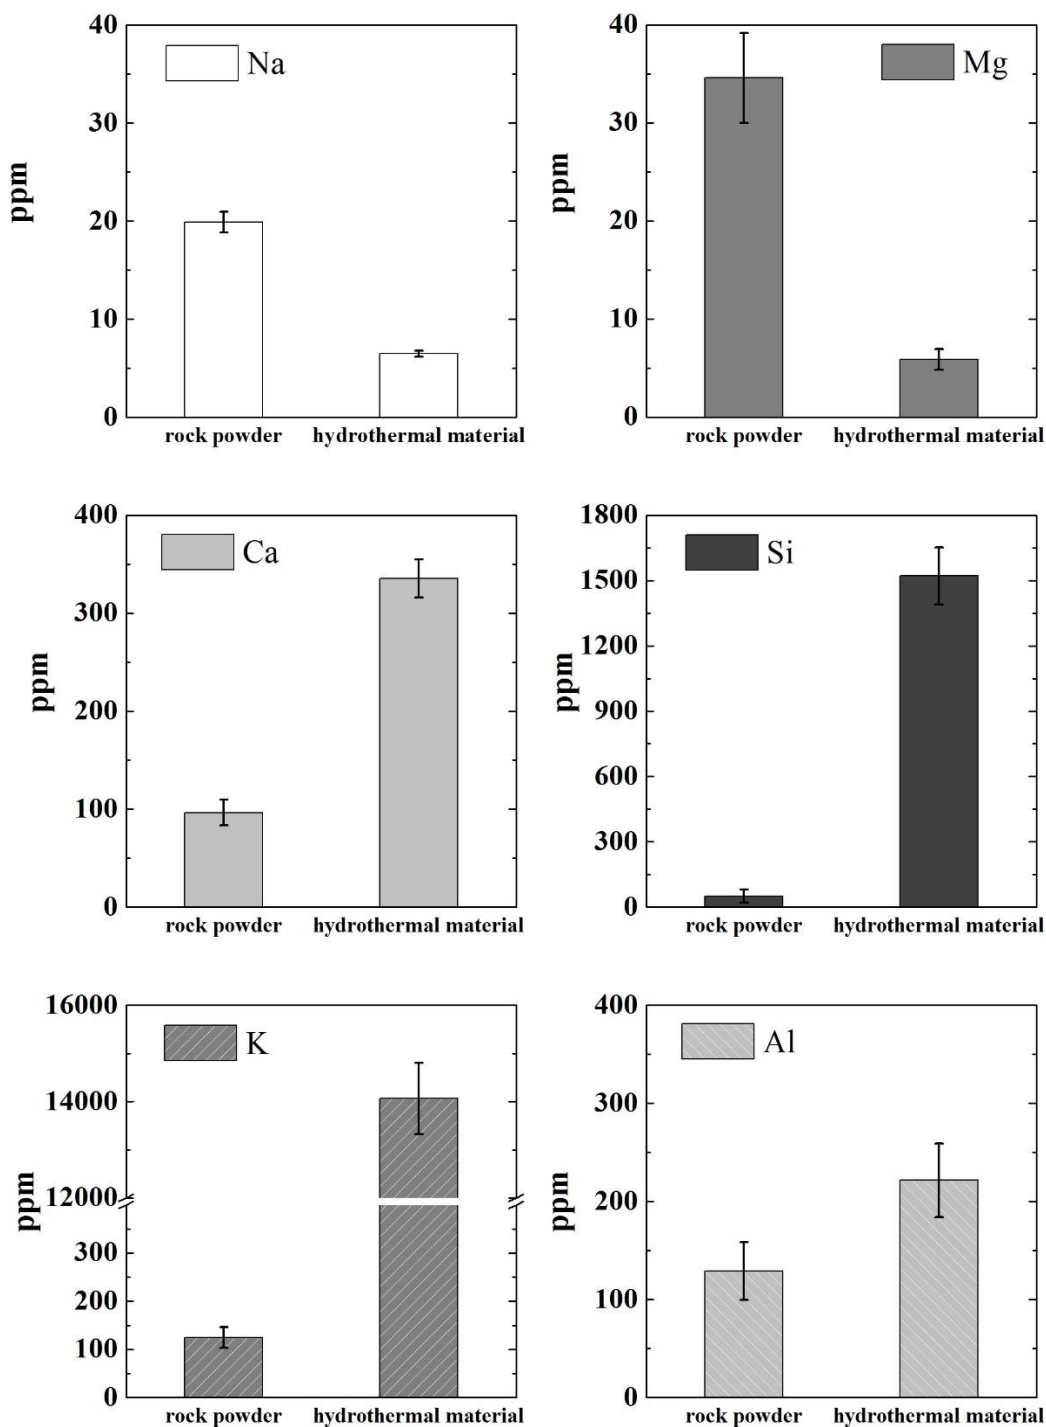 Na
ppm
40
30
20
10
0
rock powder
hydrothermal material
Mg
ppm
40
30
20
10
0
rock powder
hydrothermal material
Ca
ppm
400
300
200
100
0
rock powder
hydrothermal material
Si
ppm
1800
1500
1200
900
600
300
0
rock powder
hydrothermal material
K
ppm
16000
14000
12000
300
200
100
0
rock powder
hydrothermal material
Al
ppm
400
300
200
100
0
rock powder
hydrothermal material